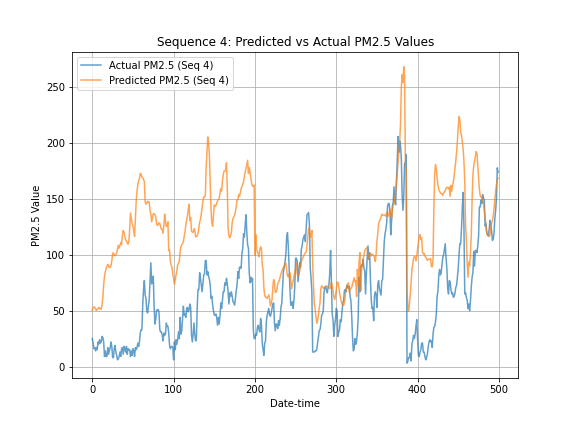 Sequence 4: Predicted vs Actual PM2.5 Values
Actual PM2.5 (Seq 4)
Predicted PM2.5 (Seq 4)
250
200
150
100
50
0
PM2.5 Value
0 100 200 300 400 500
Date-time